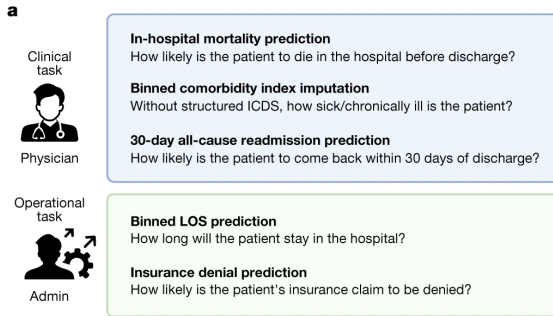 a
Clinical
task
Physician
In-hospital mortality prediction
How likely is the patient to die in the hospital before discharge?
Binned comorbidity index imputation
Without structured ICDS, how sick/chronically ill is the patient?
30-day all-cause readmission prediction
How likely is the patient to come back within 30 days of discharge?
Operational
task
Admin
Binned LOS prediction
How long will the patient stay in the hospital?
Insurance denial prediction
How likely is the patient's insurance claim to be denied?